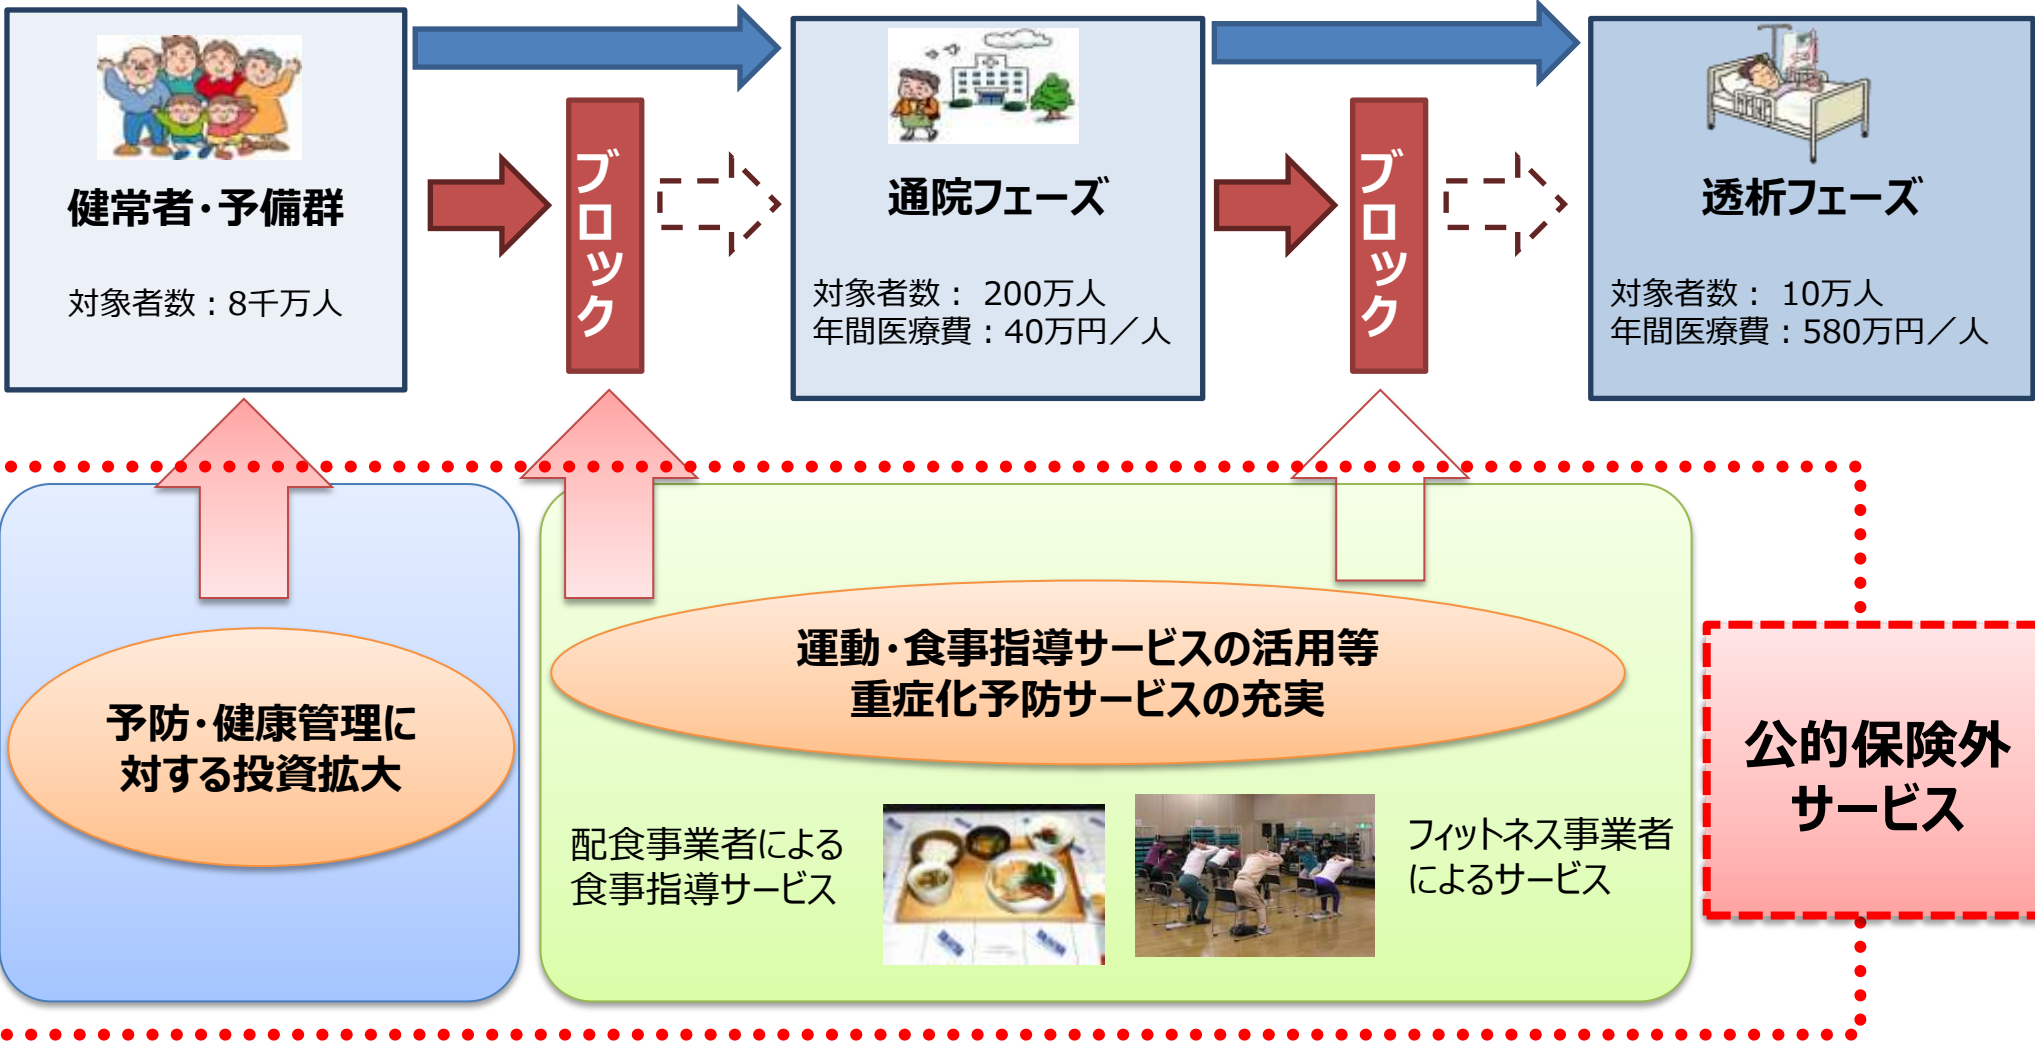 健常者・予備群
対象者数：8千万人
ブロック
通院フェーズ
対象者数： 200万人
年間医療費：40万円／人
ブロック
透析フェーズ
対象者数： 10万人
年間医療費：580万円／人
予防・健康管理に
対する投資拡大
運動・食事指導サービスの活用等
重症化予防サービスの充実
配食事業者による
食事指導サービス
フィットネス事業者
によるサービス
公的保険外
サービス